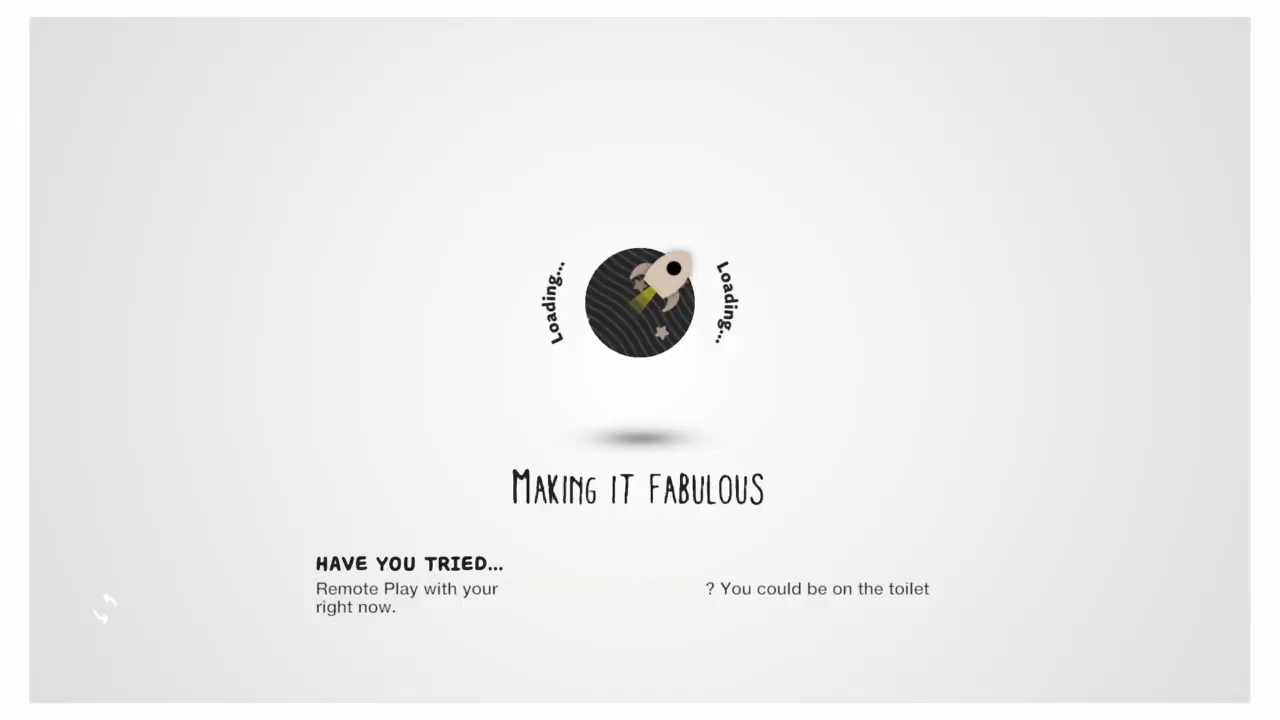 Loading...
Loading...
MAKING IT FABULOUS
HAVE YOU TRIED...
Remote Play with your ? You could be on the toilet
right now.